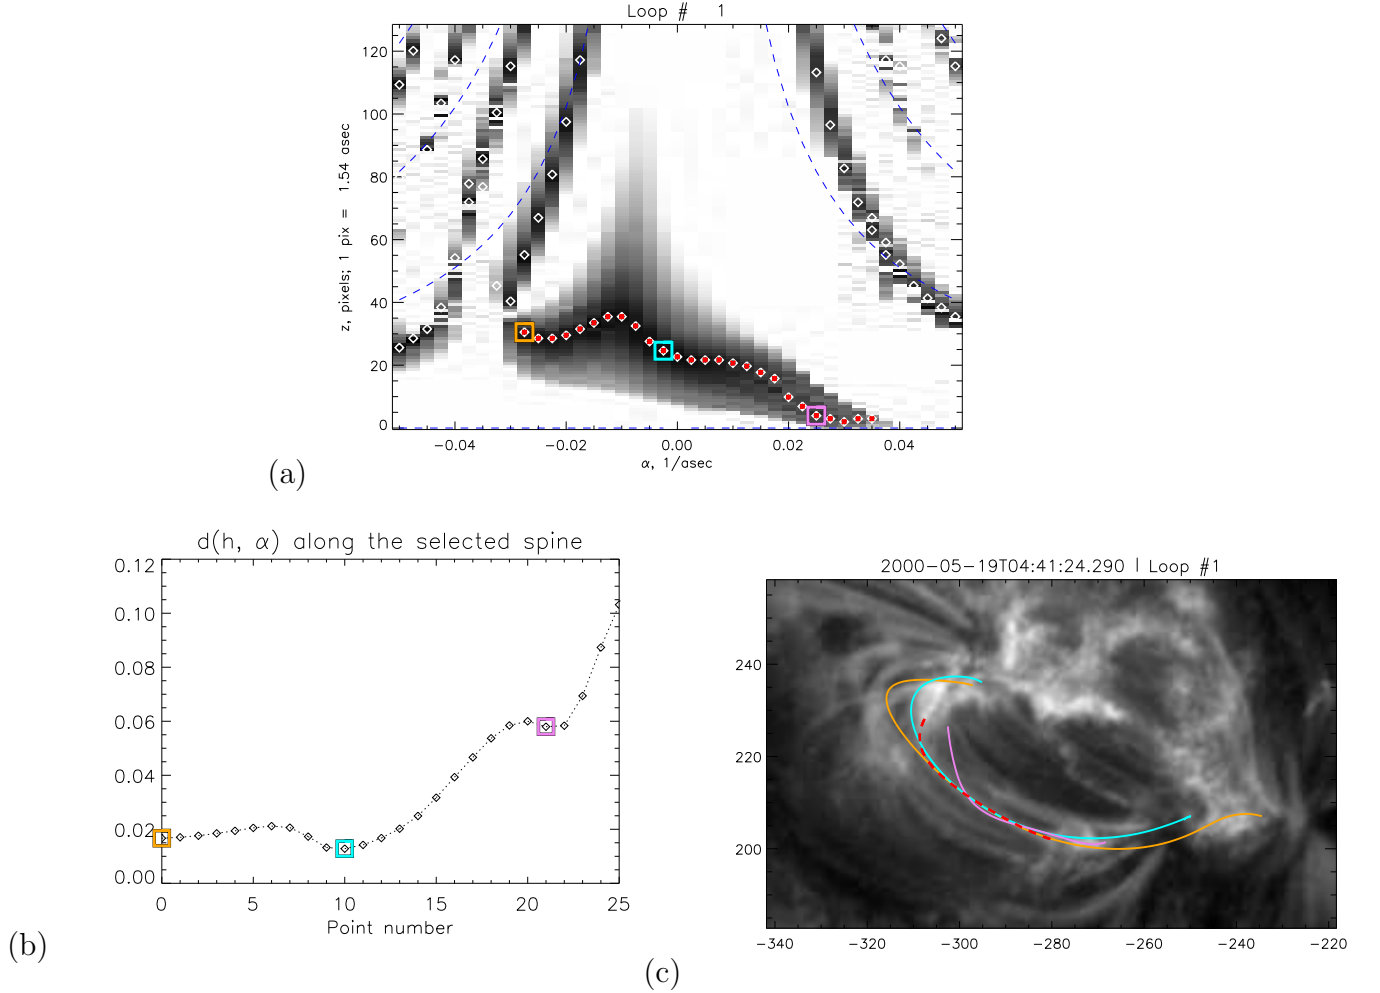 Loop # 1
120
100
80
60
40
20
0
z, pixels; 1 pix = 1.54 asec
−0.04 −0.02 0.00 0.02 0.04
α, 1/asec
(a)
d(h, α) along the selected spine
0.12
0.10
0.08
0.06
0.04
0.02
0.00
0 5 10 15 20 25
Point number
(b)
2000−05−19T04:41:24.290 | Loop #1
240
220
200
−340 −320 −300 −280 −260 −240 −220
(c)